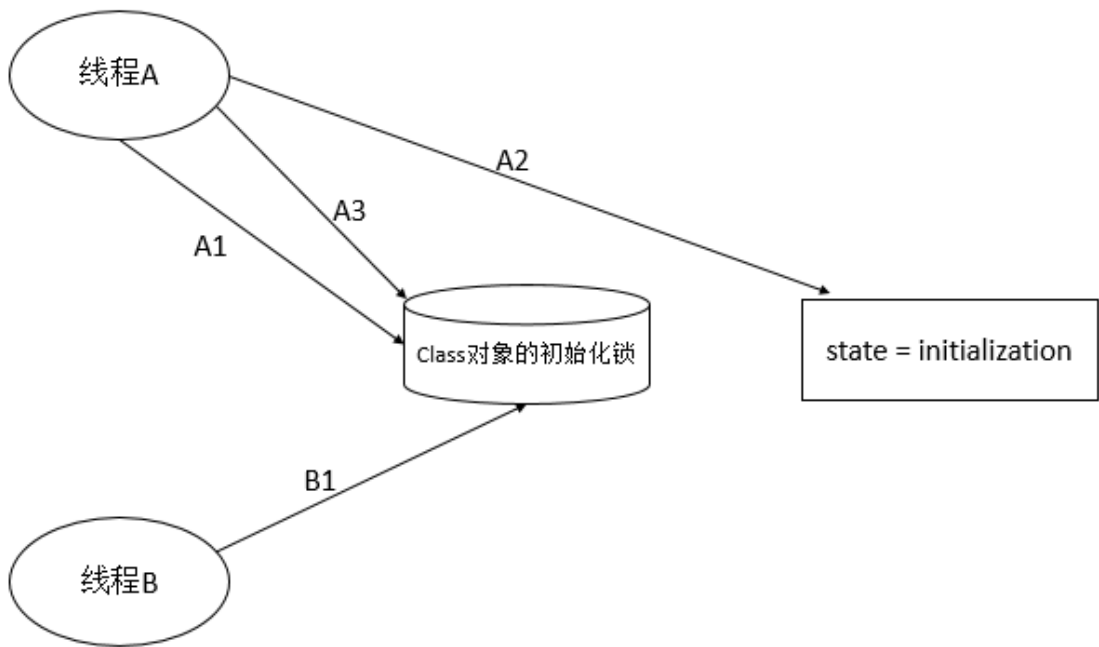 线程A
A2
A3
A1
Class对象的初始化锁
state = initialization
B1
线程B